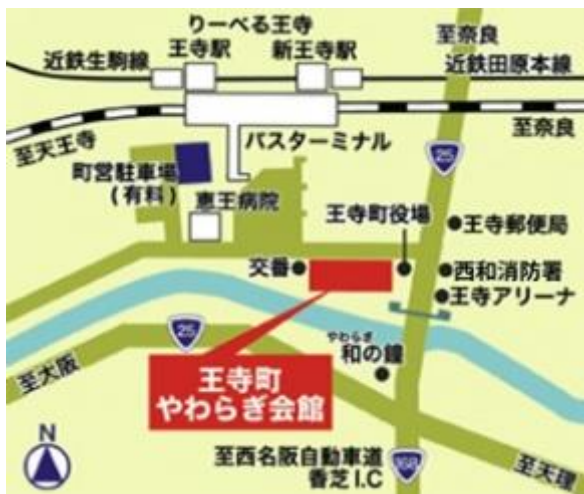 りーべる王寺
王寺駅
新王寺駅
至奈良
近鉄生駒線
近鉄田原本線
至天王寺
バスターミナル
至奈良
25
町営駐車場
(有料)
恵王病院
王寺町役場
王寺郵便局
交番
西和消防署
王寺アリーナ
25
やわらぎ
和の鐘
至大阪
王寺町
やわらぎ会館
N
至西名阪自動車道
香芝I.C
168
至天理